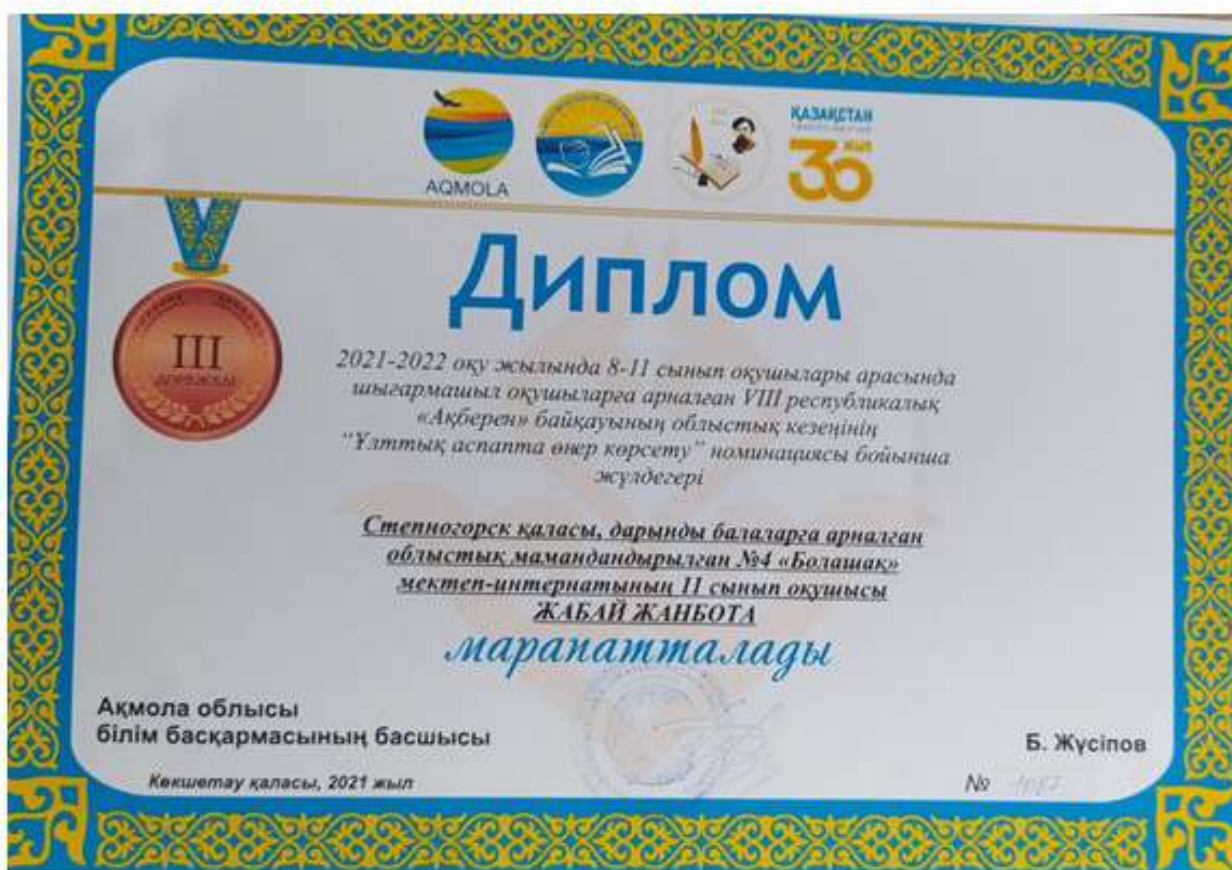 AQMOLA
ҚАЗАҚСТАН
ЖЫЛ
30
Диплом
III
ДӘРЕЖЕЛІ
2021-2022 оқу жылында 8-11 сынып оқушылары арасында
шығармашыл оқушыларға арналған VIII республикалық
«Ақберен» байқауының облыстық кезеңінің
"Ұлттық аспапта өнер көрсету" номинациясы бойынша
жүлдегері
Степногорск қаласы, дарынды балаларға арналған
облыстық мамандандырылған №4 «Болашақ»
мектеп-интернатының 11 сынып оқушысы
ЖАБАЙ ЖАНБОТА
марапатталады
Ақмола облысы
білім басқармасының басшысы
Б. Жүсіпов
Көкшетау қаласы, 2021 жыл
№